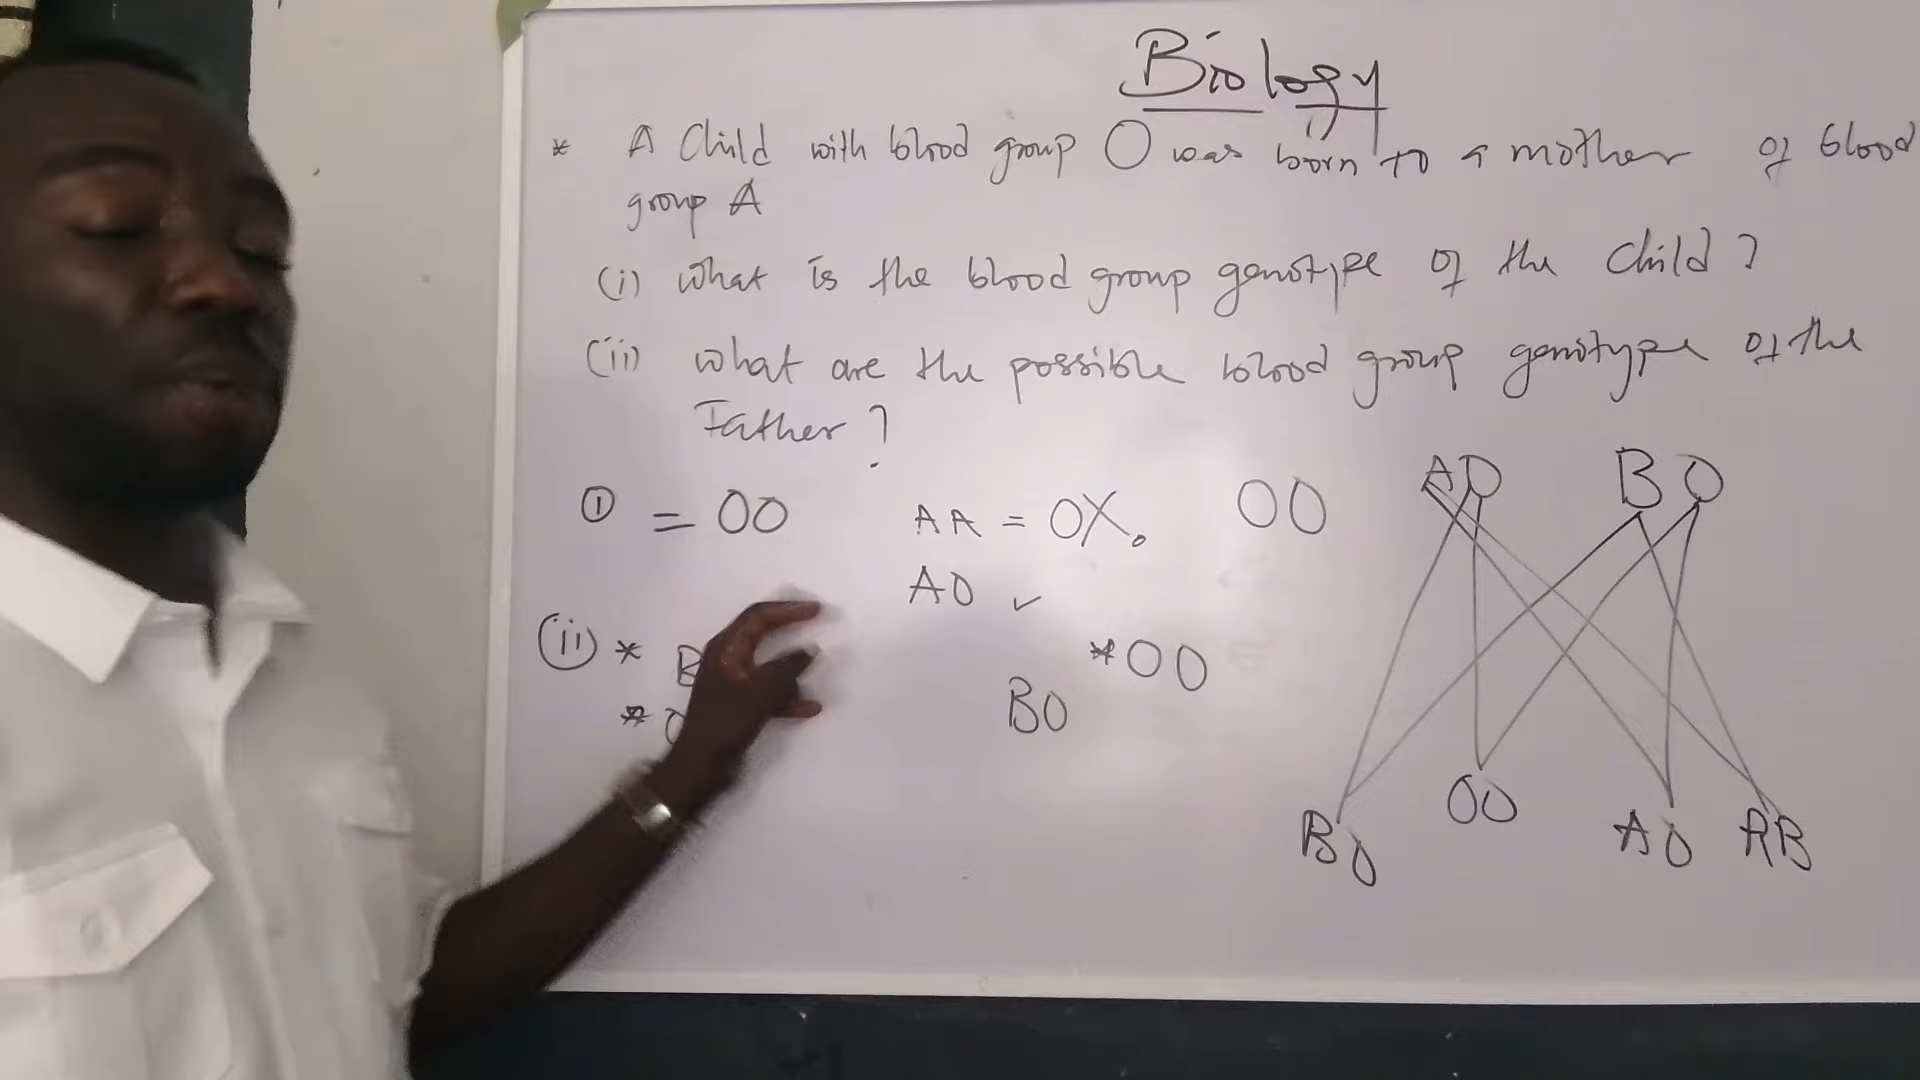 Biology
* A Child with blood group O was born to a mother of blood
group A
(i) What is the blood group genotype of the Child?
(ii) What are the possible blood group genotype of the
Father?
① = OO AA = OX. OO AO BO
AO ✓
(ii) * B *OO
* O BO
BO OO AO AB